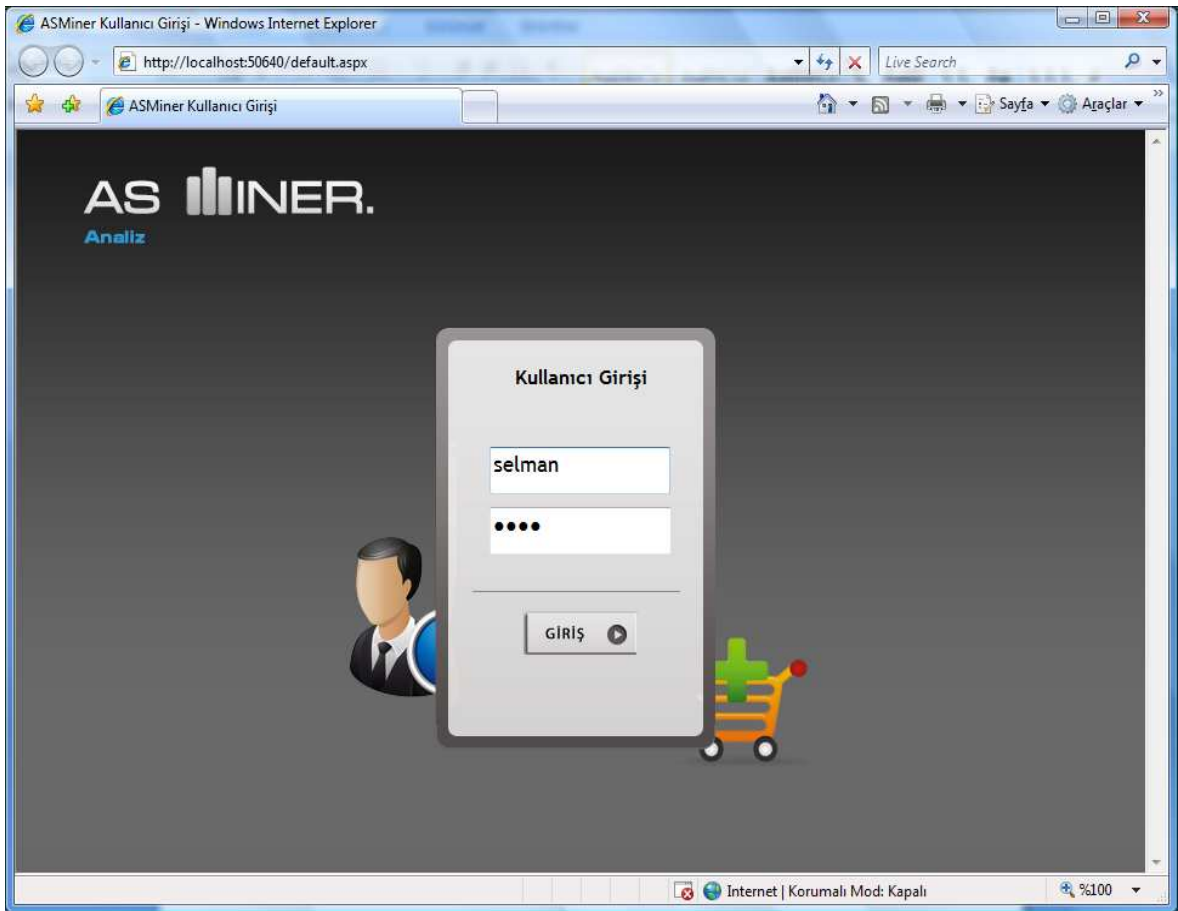 ASMiner Kullanıcı Girişi - Windows Internet Explorer
http://localhost:50640/default.aspx
Live Search
ASMiner Kullanıcı Girişi
Sayfa
Araçlar
AS MINER.
Analiz
Kullanıcı Girişi
selman
••••
GİRİŞ
Internet | Korumalı Mod: Kapalı
%100